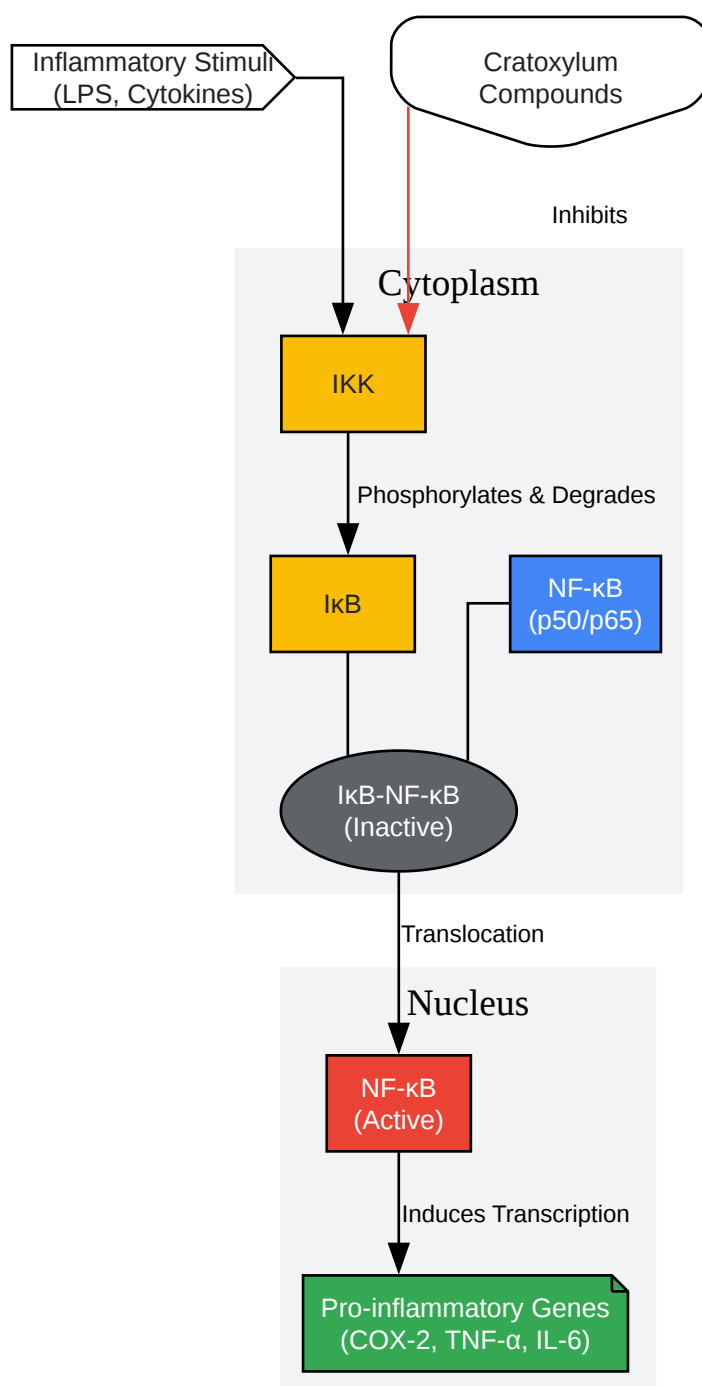 Inflammatory Stimuli
(LPS, Cytokines)
Cratoxylum
Compounds
Inhibits
Cytoplasm
IKK
Phosphorylates & Degrades
IκB
NF-κB
(p50/p65)
IκB-NF-κB
(Inactive)
Translocation
Nucleus
NF-κB
(Active)
Induces Transcription
Pro-inflammatory Genes
(COX-2, TNF-α, IL-6)